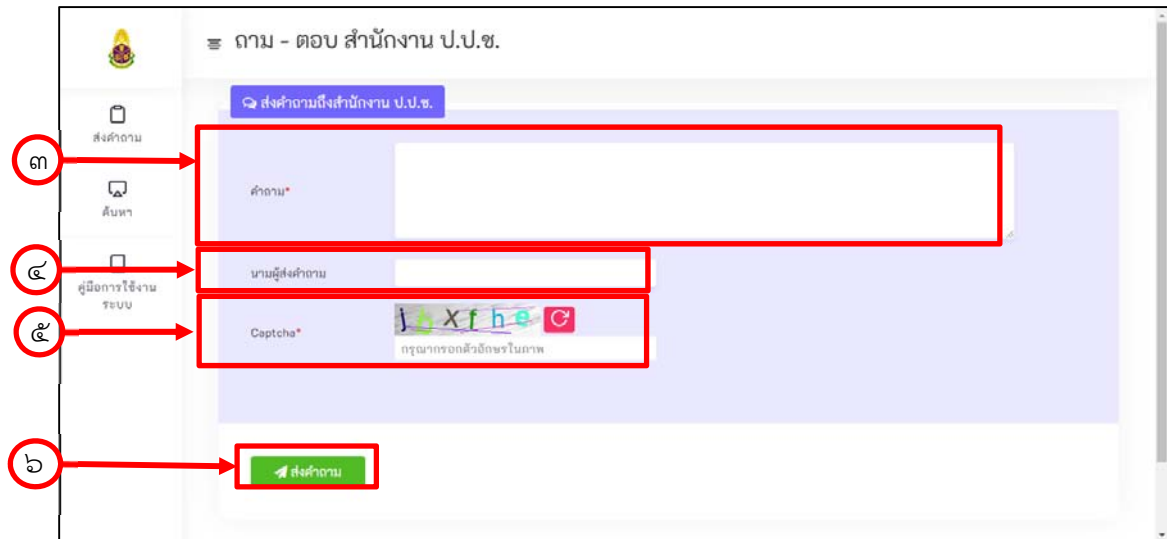 ถาม - ตอบ สำนักงาน ป.ป.ช.
ส่งคำถามถึงสำนักงาน ป.ป.ช.
ส่งคำถาม
๓
คำถาม*
ค้นหา
๔
นามผู้ส่งคำถาม
คู่มือการใช้งาน
ระบบ
๕
Captcha*
j b x f h e
กรุณากรอกตัวอักษรในภาพ
๖
ส่งคำถาม